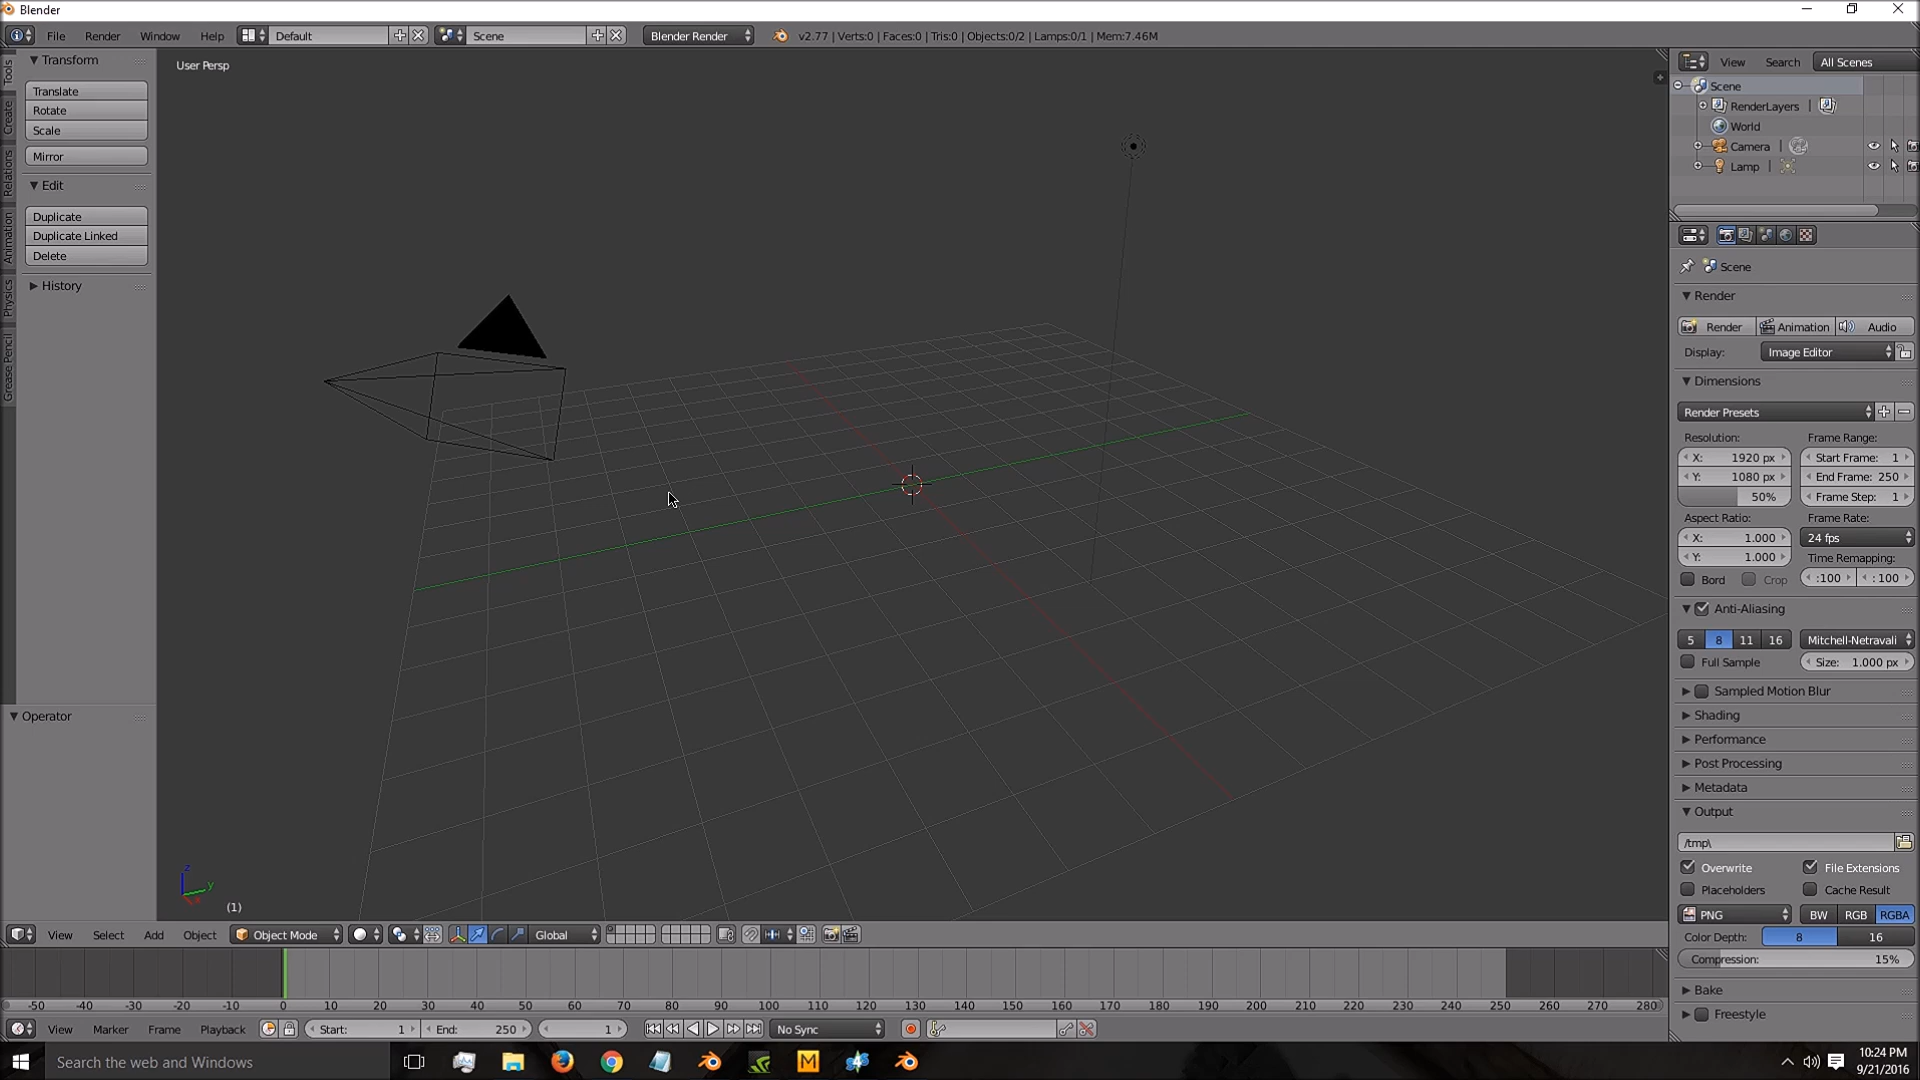 Blender
File Render Window Help Default Scene Blender Render v2.77 | Verts:0 | Faces:0 | Tris:0 | Objects:0/2 | Lamps:0/1 | Mem:7.46M
Tools
Create
Relations
Animation
Physics
Grease Pencil
Transform
Translate
Rotate
Scale
Mirror
Edit
Duplicate
Duplicate Linked
Delete
History
Operator
User Persp
z
y
x
(1)
View Search All Scenes
Scene
RenderLayers |
World
Camera |
Lamp |
Scene
Render
Render Animation Audio
Display: Image Editor
Dimensions
Render Presets
Resolution: Frame Range:
X: 1920 px Start Frame: 1
Y: 1080 px End Frame: 250
50% Frame Step: 1
Aspect Ratio: Frame Rate:
X: 1.000 24 fps
Y: 1.000 Time Remapping:
Bord Crop :100 : 100
Anti-Aliasing
5 8 11 16 Mitchell-Netravali
Full Sample Size: 1.000 px
Sampled Motion Blur
Shading
Performance
Post Processing
Metadata
Output
/tmp\
Overwrite File Extensions
Placeholders Cache Result
PNG BW RGB RGBA
Color Depth: 8 16
Compression: 15%
Bake
Freestyle
View Select Add Object Object Mode Global
-50 -40 -30 -20 -10 0 10 20 30 40 50 60 70 80 90 100 110 120 130 140 150 160 170 180 190 200 210 220 230 240 250 260 270 280
View Marker Frame Playback Start: 1 End: 250 1 No Sync
Search the web and Windows
10:24 PM
9/21/2016